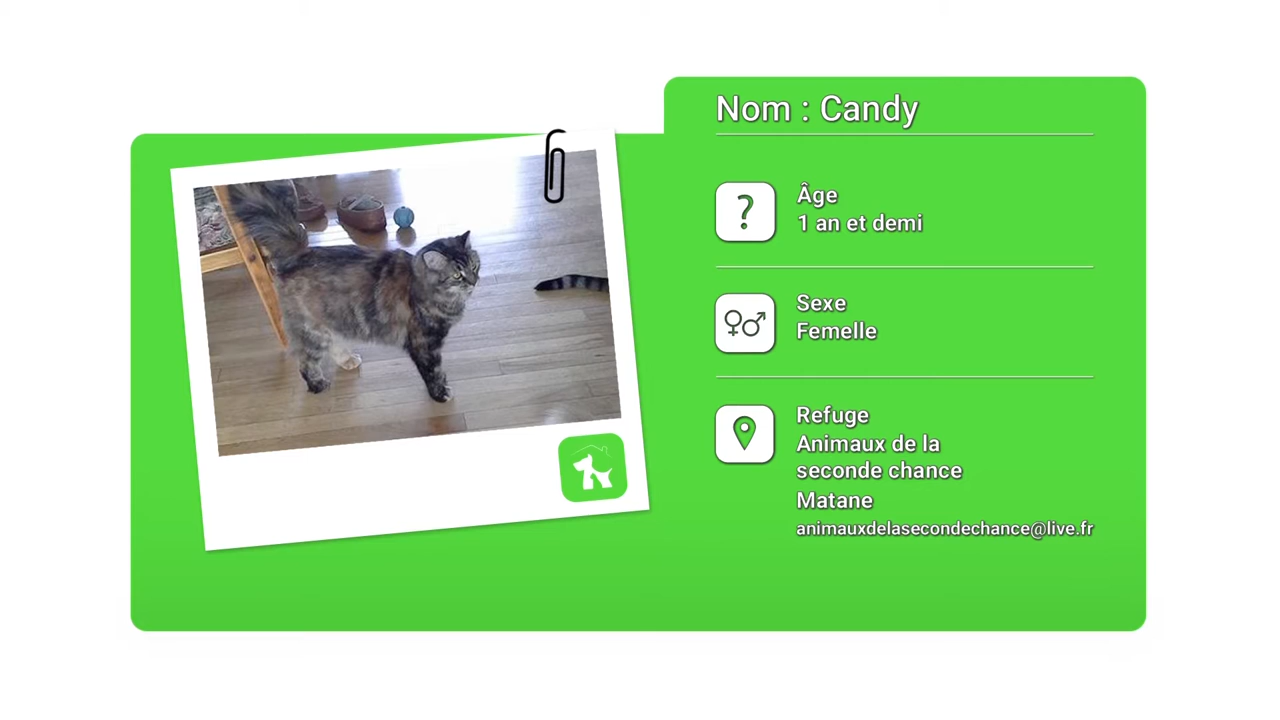 Nom : Candy
Âge
1 an et demi
Sexe
Femelle
Refuge
Animaux de la
seconde chance
Matane
animauxdelasecondechance@live.fr